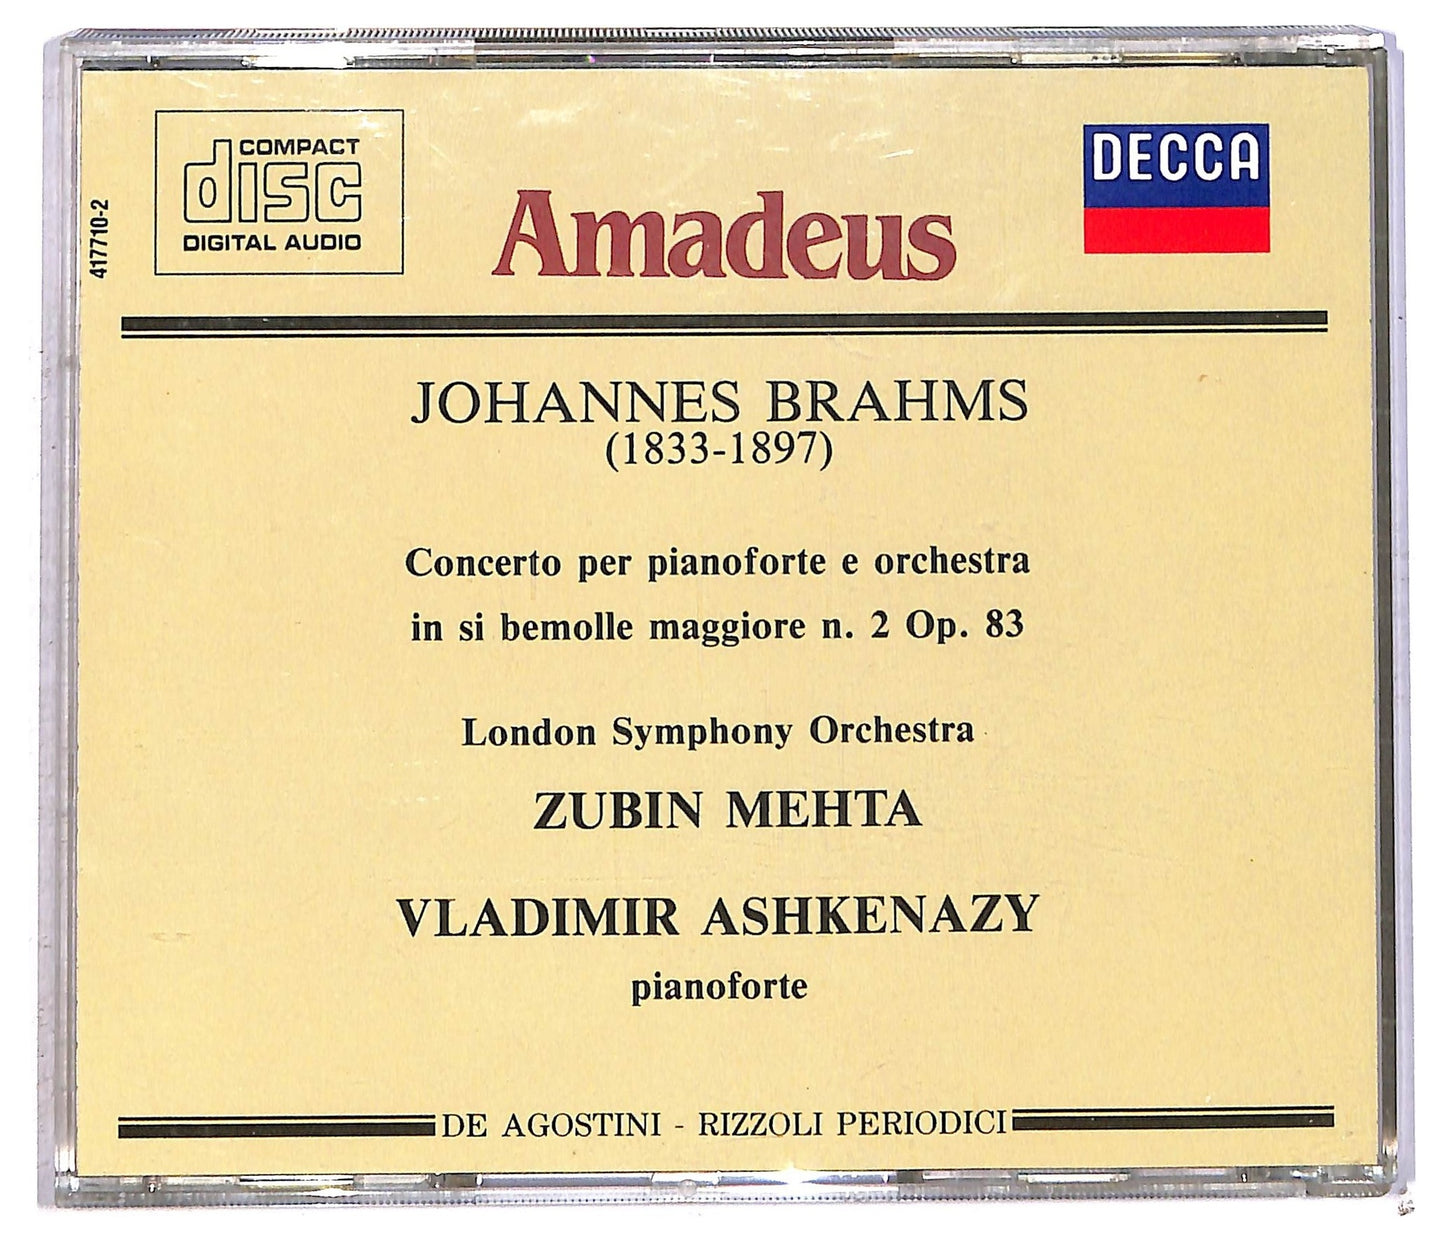 COMPACT
disc
DIGITAL AUDIO
417710-2
Amadeus
DECCA
JOHANNES BRAHMS
(1833-1897)
Concerto per pianoforte e orchestra
in si bemolle maggiore n. 2 Op. 83
London Symphony Orchestra
ZUBIN MEHTA
VLADIMIR ASHKENAZY
pianoforte
DE AGOSTINI - RIZZOLI PERIODICI